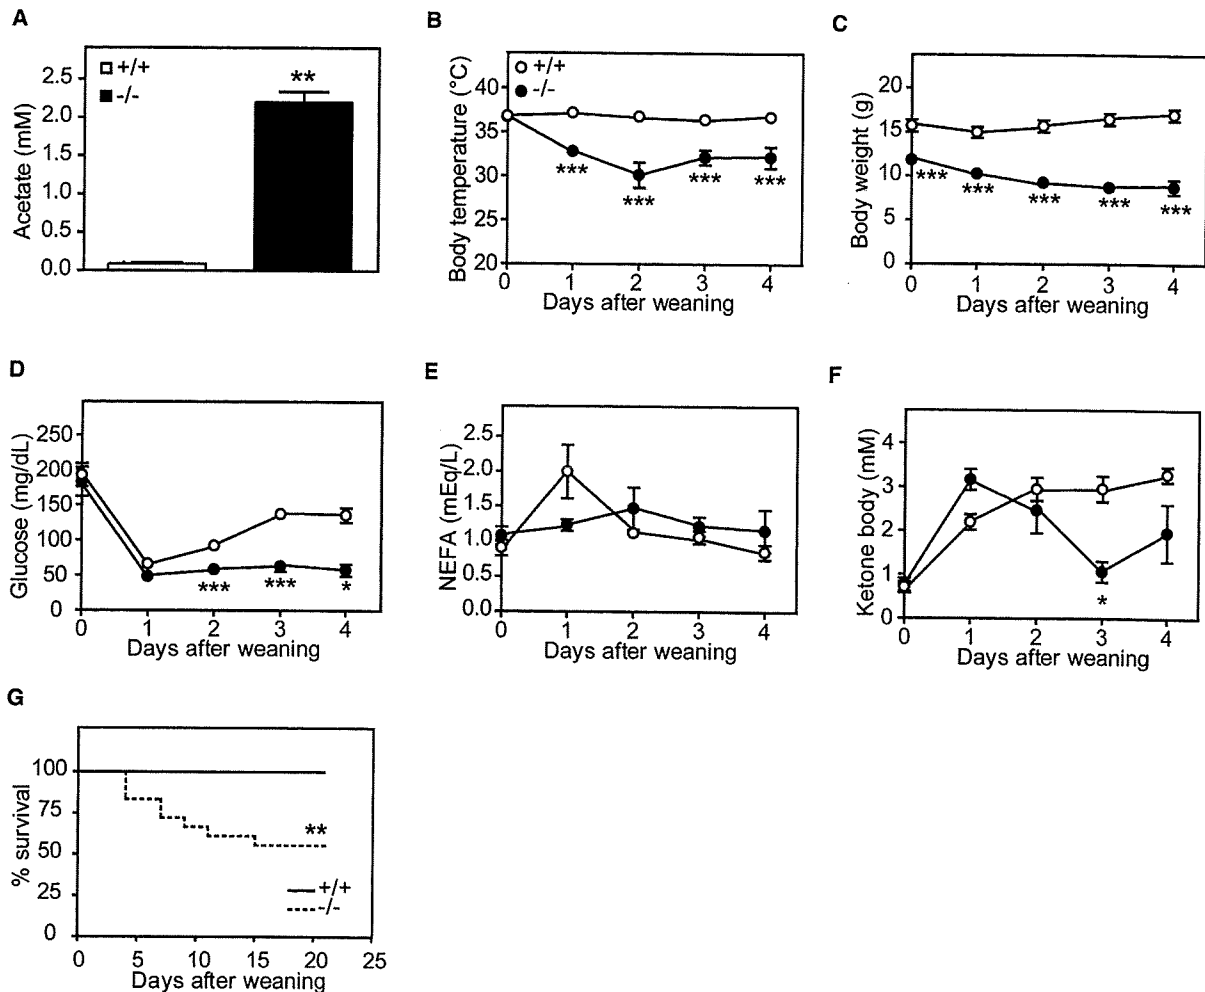 A
+/+
-/-
**
Acetate (mM)
2.5
2.0
1.5
1.0
0.5
0.0
B
+/+
-/-
Body temperature (°C)
40
35
30
25
20
***
***
***
***
0 1 2 3 4
Days after weaning
C
Body weight (g)
20
15
10
5
0
***
***
***
***
***
0 1 2 3 4
Days after weaning
D
Glucose (mg/dL)
250
200
150
100
50
0
*** *** *
0 1 2 3 4
Days after weaning
E
NEFA (mEq/L)
2.5
2.0
1.5
1.0
0.5
0.0
0 1 2 3 4
Days after weaning
F
Ketone body (mM)
4
3
2
1
0
*
0 1 2 3 4
Days after weaning
G
% survival
100
75
50
25
0
**
+/+
-/-
0 5 10 15 20 25
Days after weaning